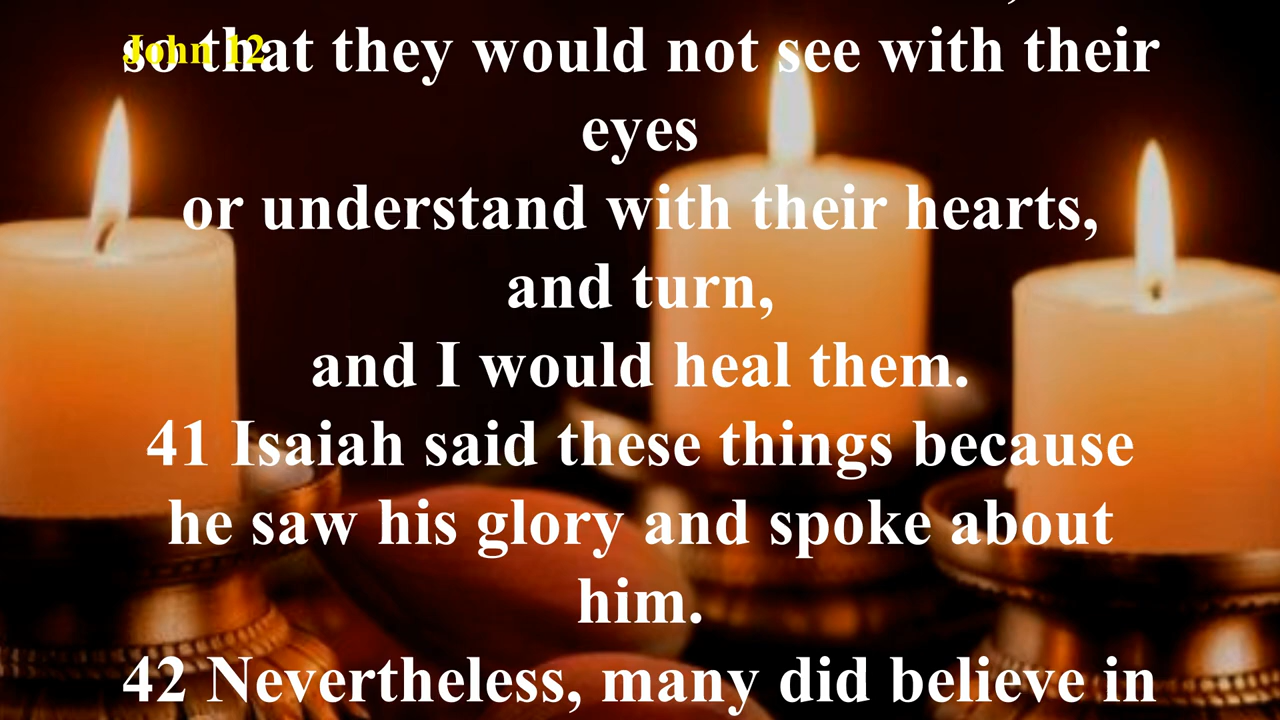 John 12
so that they would not see with their
eyes
or understand with their hearts,
and turn,
and I would heal them.
41 Isaiah said these things because
he saw his glory and spoke about
him.
42 Nevertheless, many did believe in